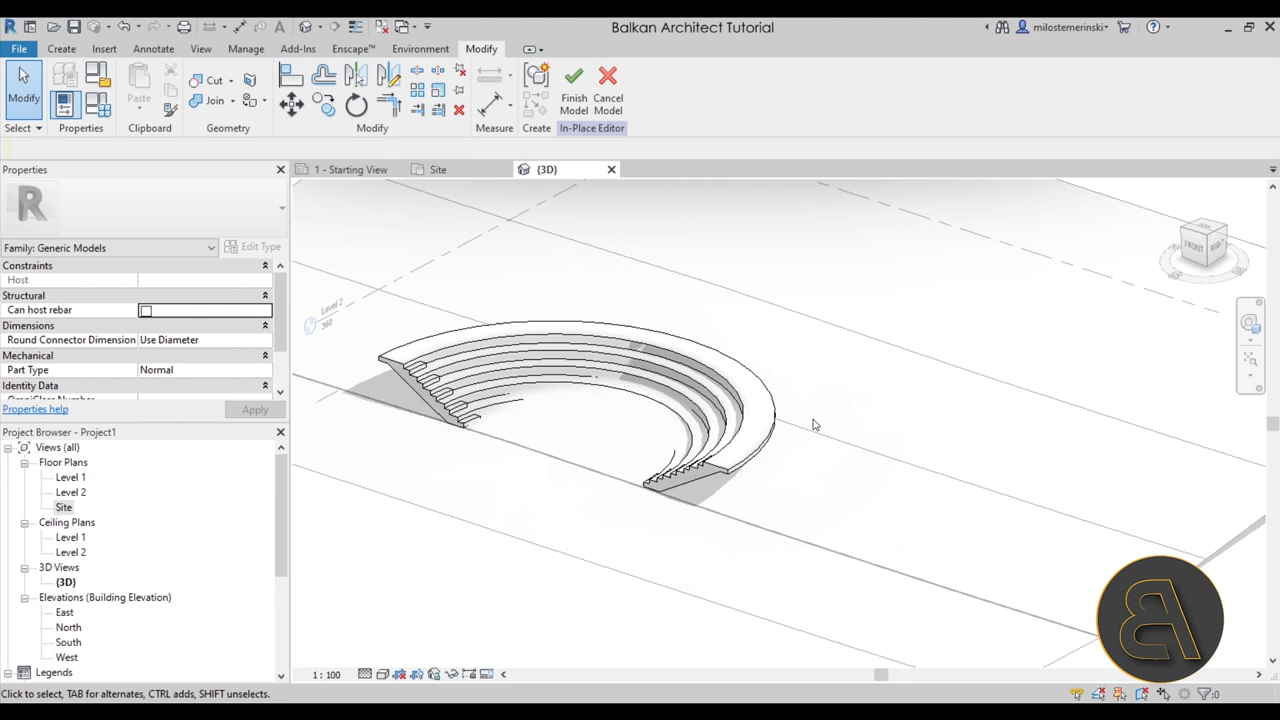 Balkan Architect Tutorial
milostemerinski
File
Create
Insert
Annotate
View
Manage
Add-Ins
Enscape™
Environment
Modify
Modify
Paste
Cut
Join
Finish Model
Cancel Model
Select
Properties
Clipboard
Geometry
Modify
Measure
Create
In-Place Editor
Properties
1 - Starting View
Site
{3D}
R
Family: Generic Models
Edit Type
Constraints
Host
Structural
Can host rebar
Dimensions
Round Connector Dimension Use Diameter
Mechanical
Part Type Normal
Identity Data
Properties help
Apply
Level 2
360
FRONT
Project Browser - Project1
Views (all)
Floor Plans
Level 1
Level 2
Site
Ceiling Plans
Level 1
Level 2
3D Views
{3D}
Elevations (Building Elevation)
East
North
South
West
Legends
1 : 100
Click to select, TAB for alternates, CTRL adds, SHIFT unselects.
:0